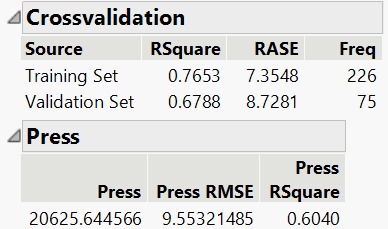 Crossvalidation
Source RSquare RASE Freq
Training Set 0.7653 7.3548 226
Validation Set 0.6788 8.7281 75
Press
Press
Press Press RMSE RSquare
20625.644566 9.55321485 0.6040